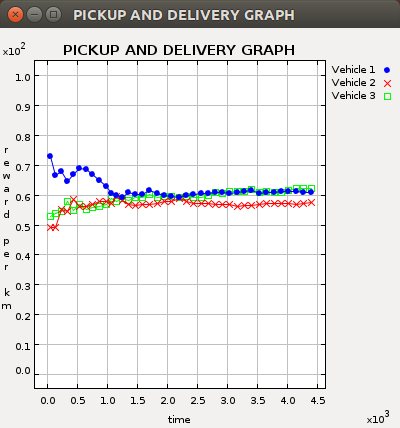 PICKUP AND DELIVERY GRAPH
x10²
PICKUP AND DELIVERY GRAPH
Vehicle 1
Vehicle 2
Vehicle 3
1.0
0.9
0.8
0.7
0.6
0.5
0.4
0.3
0.2
0.1
0.0
reward per km
0.0 0.5 1.0 1.5 2.0 2.5 3.0 3.5 4.0 4.5
time
x10³